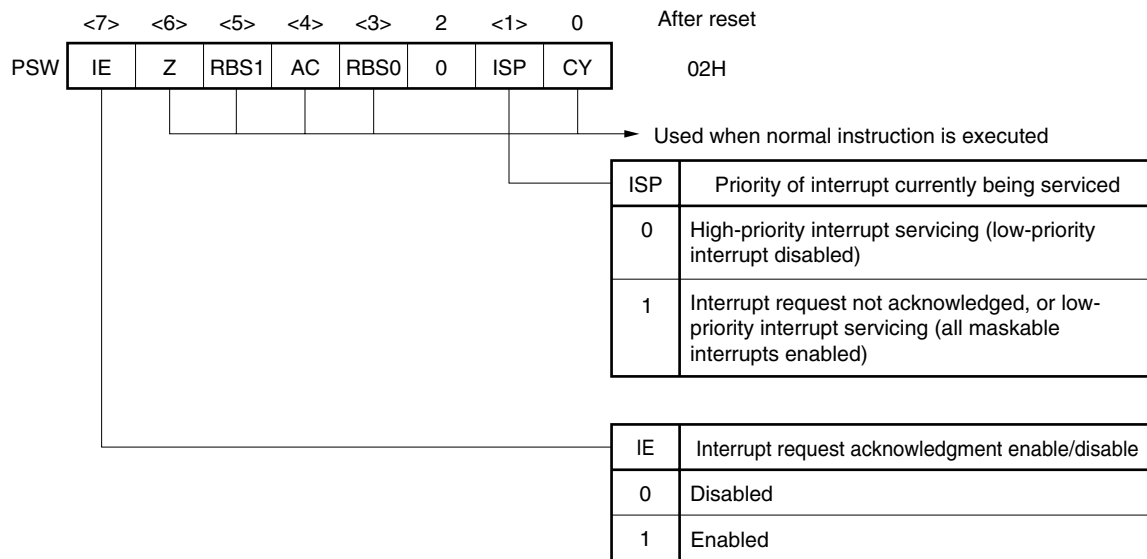 <7> <6> <5> <4> <3> 2 <1> 0 After reset
PSW IE Z RBS1 AC RBS0 0 ISP CY 02H
Used when normal instruction is executed
ISP Priority of interrupt currently being serviced
0 High-priority interrupt servicing (low-priority
interrupt disabled)
1 Interrupt request not acknowledged, or low-
priority interrupt servicing (all maskable
interrupts enabled)
IE Interrupt request acknowledgment enable/disable
0 Disabled
1 Enabled